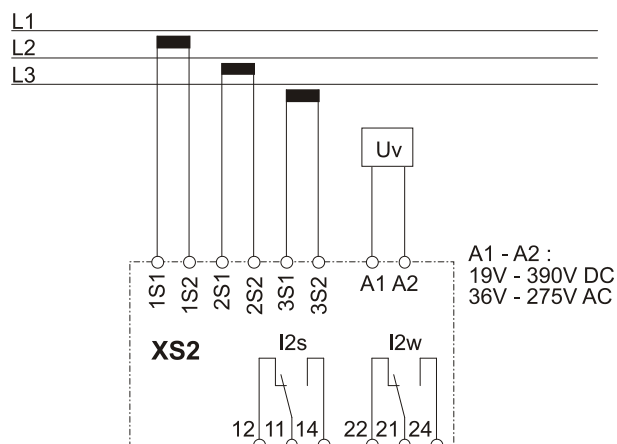 L1
L2
L3
Uv
A1 - A2 :
19V - 390V DC
36V - 275V AC
1S1 1S2 2S1 2S2 3S1 3S2 A1 A2
XS2
I2s I2w
12 11 14 22 21 24